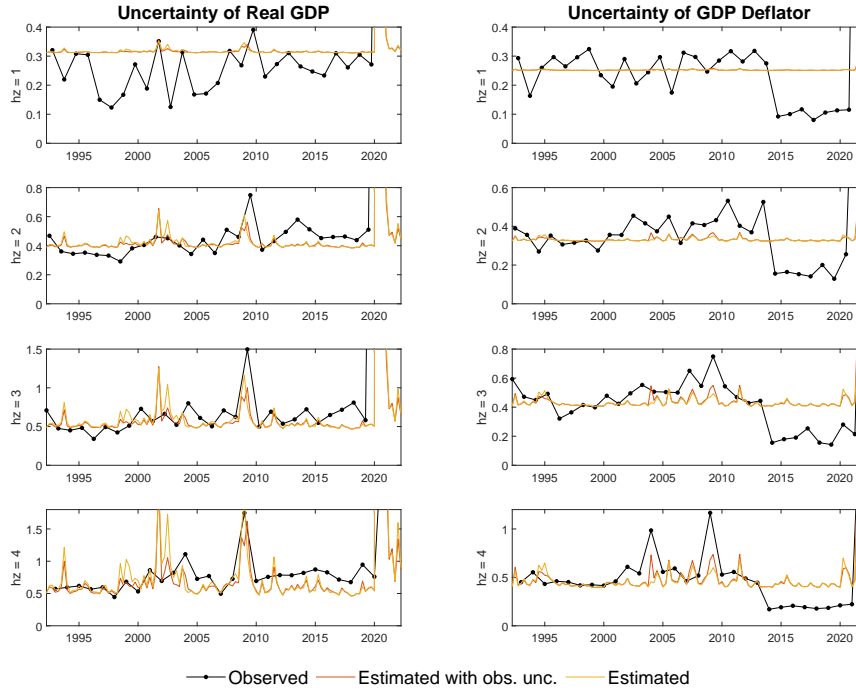 Uncertainty of Real GDP
0.4
0.3
0.2
0.1
0
hz = 1
1995 2000 2005 2010 2015 2020
0.8
0.6
0.4
0.2
0
hz = 2
1995 2000 2005 2010 2015 2020
1.5
1
0.5
0
hz = 3
1995 2000 2005 2010 2015 2020
1.5
1
0.5
0
hz = 4
1995 2000 2005 2010 2015 2020
Uncertainty of GDP Deflator
0.4
0.3
0.2
0.1
0
hz = 1
1995 2000 2005 2010 2015 2020
0.6
0.4
0.2
0
hz = 2
1995 2000 2005 2010 2015 2020
0.8
0.6
0.4
0.2
0
hz = 3
1995 2000 2005 2010 2015 2020
1
0.5
0
hz = 4
1995 2000 2005 2010 2015 2020
Observed Estimated with obs. unc. Estimated